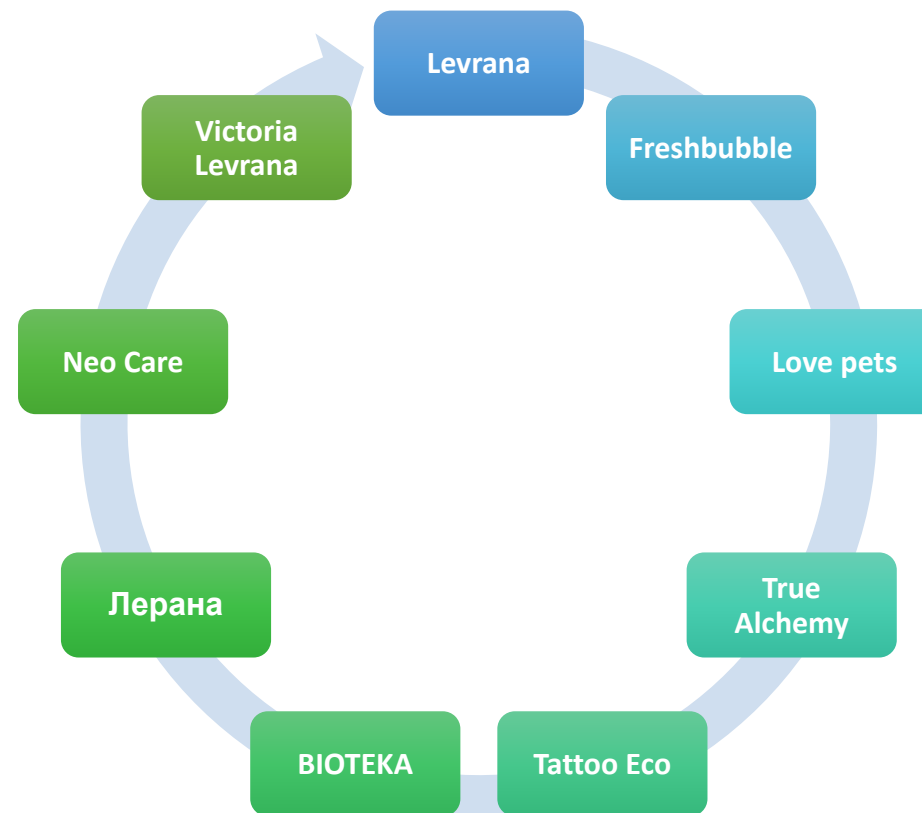 Levrana
Freshbubble
Love pets
True
Alchemy
Tattoo Eco
BIOTEKA
Лерана
Neo Care
Victoria
Levrana